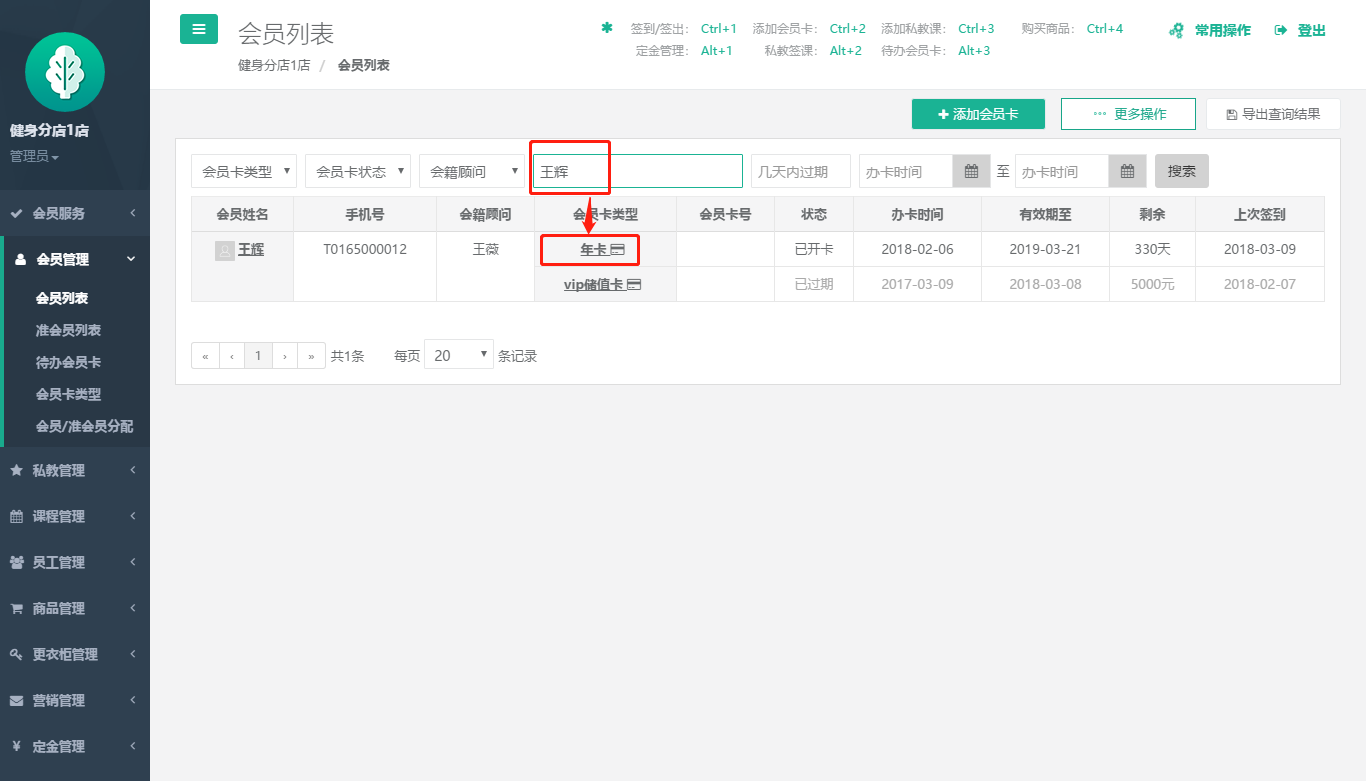 健身分店1店
管理员
会员服务
会员管理
会员列表
准会员列表
待办会员卡
会员卡类型
会员/准会员分配
私教管理
课程管理
员工管理
商品管理
更衣柜管理
营销管理
¥ 定金管理
会员列表
健身分店1店 / 会员列表
签到/签出: Ctrl+1 添加会员卡: Ctrl+2 添加私教课: Ctrl+3 购买商品: Ctrl+4
定金管理: Alt+1 私教签课: Alt+2 待办会员卡: Alt+3
常用操作 登出
添加会员卡 更多操作 导出查询结果
会员卡类型 会员卡状态 会籍顾问 王辉 几天内过期 办卡时间 至 办卡时间 搜索
会员姓名 手机号 会籍顾问 会员卡类型 会员卡号 状态 办卡时间 有效期至 剩余 上次签到
王辉 T0165000012 王薇 年卡 已开卡 2018-02-06 2019-03-21 330天 2018-03-09
vip储值卡 已过期 2017-03-09 2018-03-08 5000元 2018-02-07
« ‹ 1 › » 共1条 每页 20 条记录